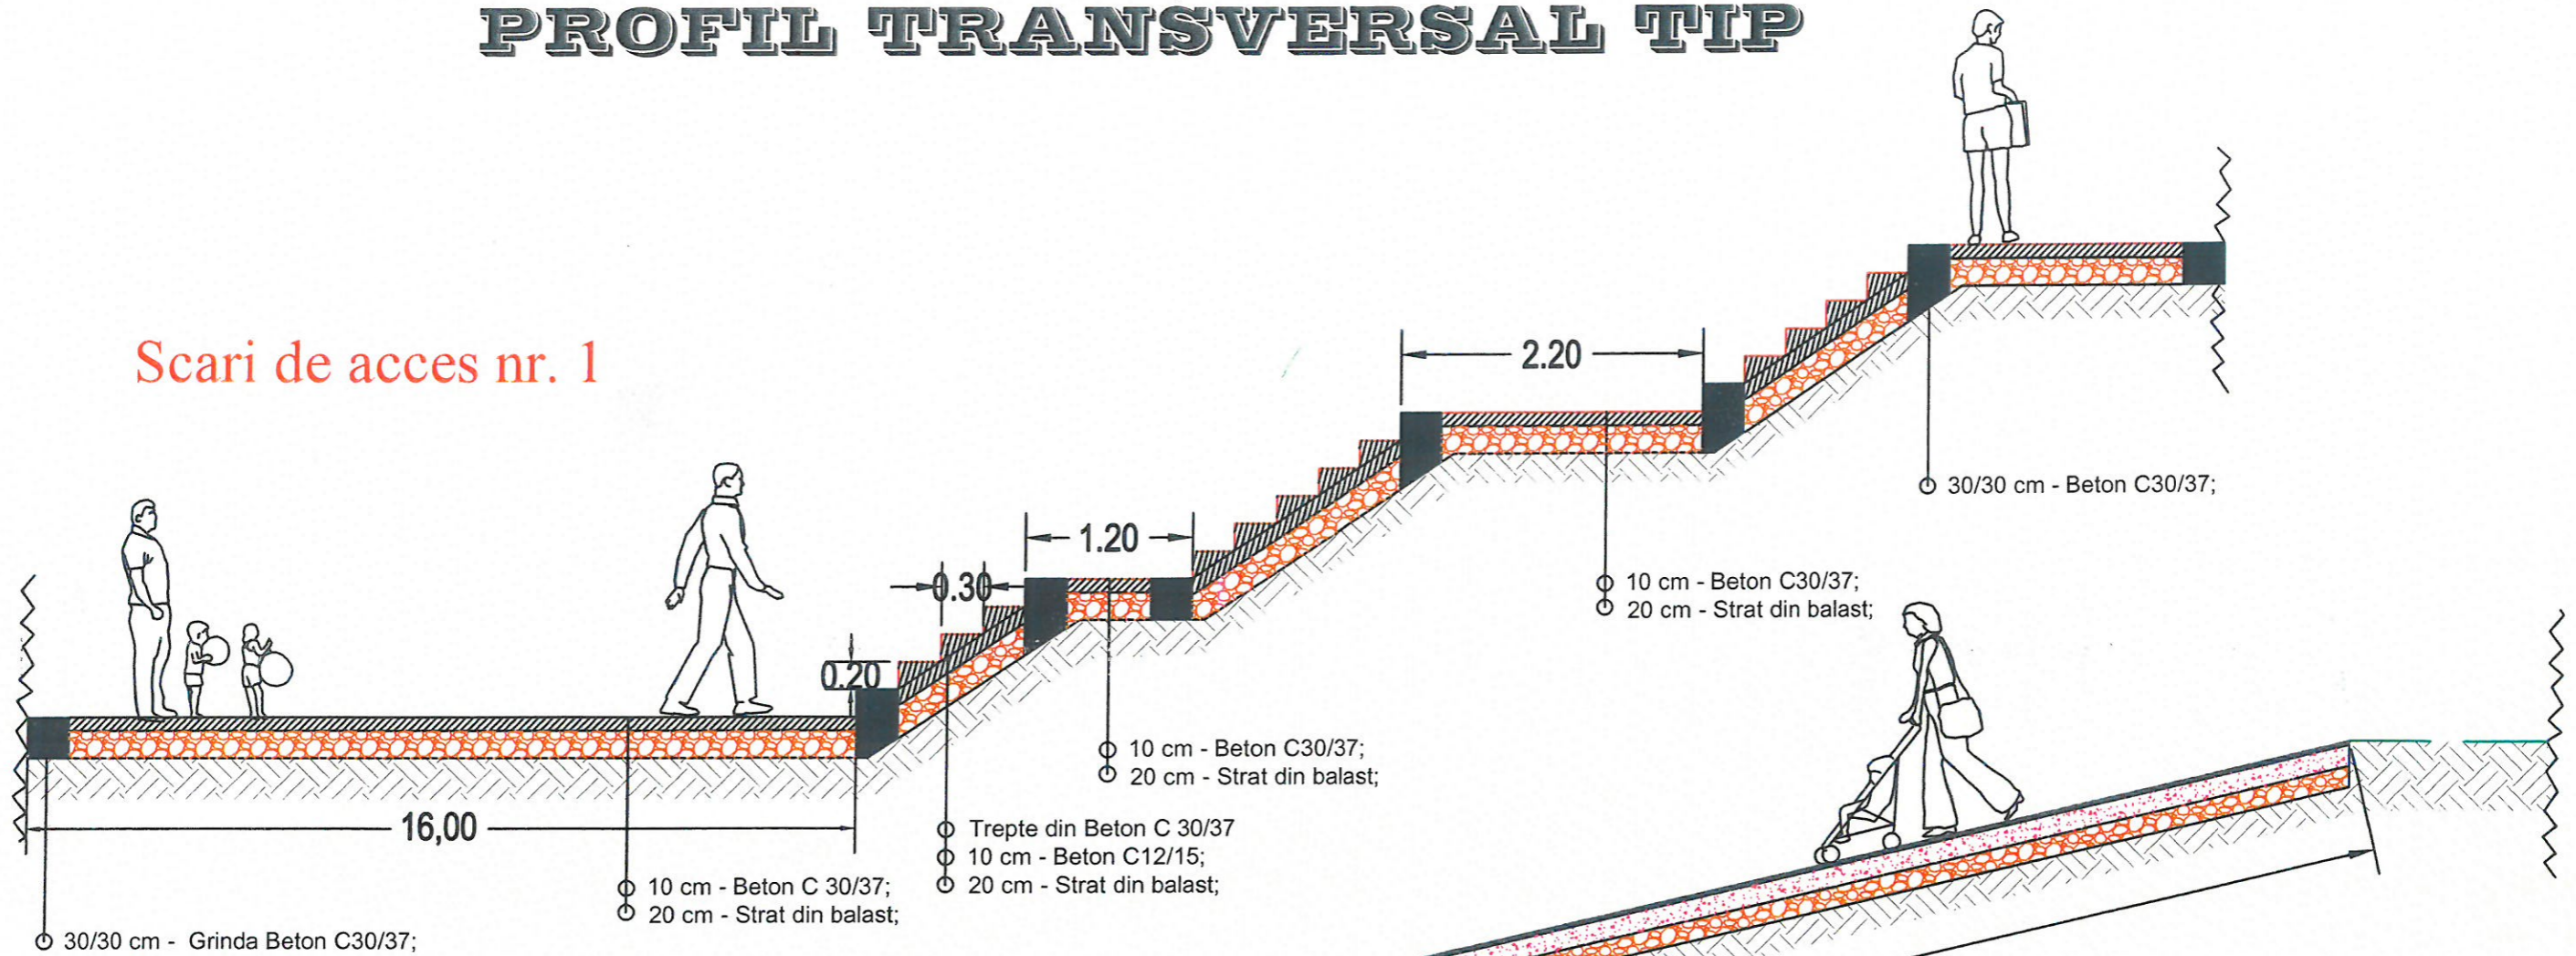 PROFIL TRANSVERSAL TIP
Scari de acces nr. 1
2.20
30/30 cm - Beton C30/37;
1.20
0.30
10 cm - Beton C30/37;
20 cm - Strat din balast;
0.20
10 cm - Beton C30/37;
20 cm - Strat din balast;
16,00
Trepte din Beton C 30/37
10 cm - Beton C12/15;
20 cm - Strat din balast;
10 cm - Beton C 30/37;
20 cm - Strat din balast;
30/30 cm - Grinda Beton C30/37;